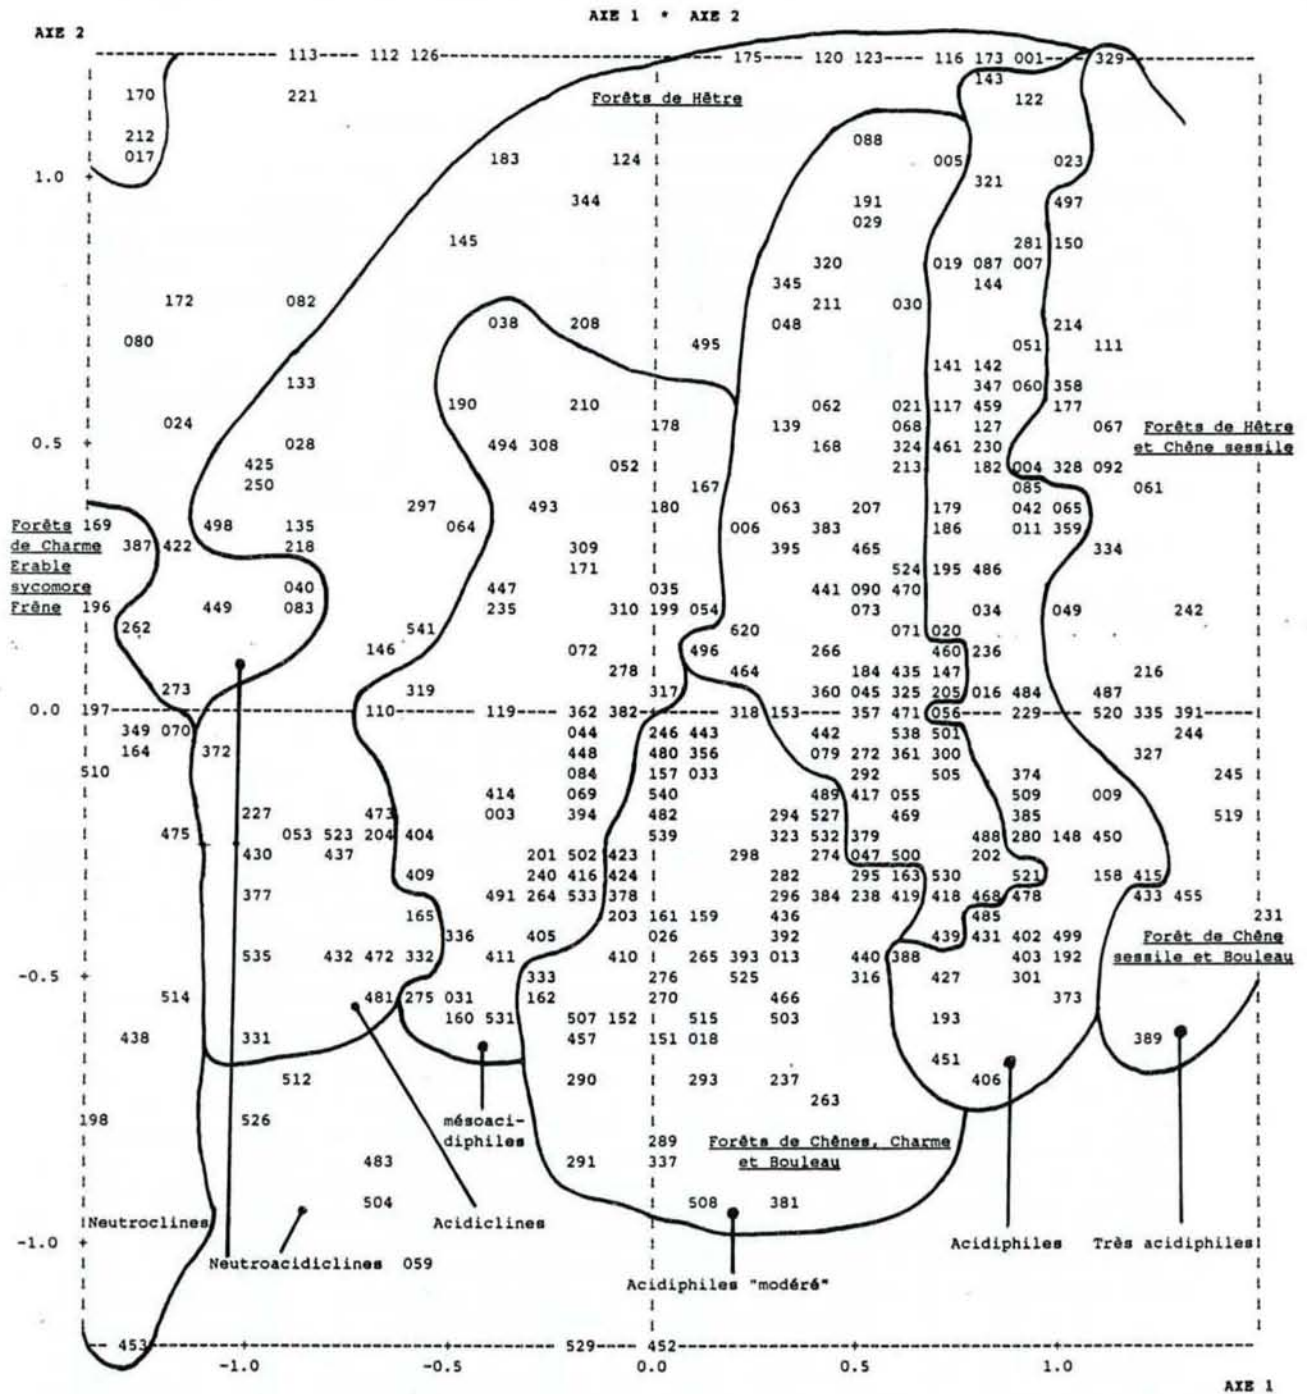 AXE 1 * AXE 2
AXE 2
113 112 126 175 120 123 116 173 001 329
143
170 221 Forêts de Hêtre 122
212 088
017 183 124 005 023
1.0 321
344 191 497
029
145 281 150
320 019 087 007
345 144
172 082 211 030
038 208 048 214
080 495 051 111
141 142
133 347 060 358
190 210 062 021 117 459 177
024 178 139 068 127 067 Forêts de Hêtre
0.5 028 494 308 168 324 461 230 et Chêne sessile
425 052 213 182 004 328 092
250 167 085 061
297 493 180 063 207 179 042 065
Forêts 169 498 135 064 006 383 186 011 359
de Charme 387 422 218 309 395 465 334
Erable 171 524 195 486
sycomore 040 447 035 441 090 470
Frêne 196 449 083 235 310 199 054 073 034 049 242
262 541 620 071 020
146 072 496 266 460 236
278 464 184 435 147 216
273 319 317 360 045 325 205 016 484 487
0.0 197 110 119 362 382 318 153 357 471 056 229 520 335 391
349 070 044 246 443 442 538 501 244
164 372 448 480 356 079 272 361 300 327
510 084 157 033 292 505 374 245
414 069 540 489 417 055 509 009
227 473 003 394 482 294 527 469 385 519
475 053 523 204 404 539 323 532 379 488 280 148 450
430 437 201 502 423 298 274 047 500 202
409 240 416 424 282 295 163 530 521 158 415
377 491 264 533 378 296 384 238 419 418 468 478 433 455
165 203 161 159 436 485 231
336 405 026 392 439 431 402 499 Forêt de Chêne
535 432 472 332 411 410 265 393 013 440 388 403 192 sessile et Bouleau
-0.5 333 276 525 316 427 301
514 481 275 031 162 270 466 373
160 531 507 152 515 503 193
438 331 457 151 018 389
451
512 290 293 237 406
263
198 526 mésoaci-
diphiles
289 Forêts de Chênes, Charme
483 291 337 et Bouleau
504 508 381
Neutroclines Acidiclines
-1.0 Acidiphiles Très acidiphiles
Neutroacidiclines 059
Acidiphiles "modéré"
453 529 452
-1.0 -0.5 0.0 0.5 1.0
AXE 1